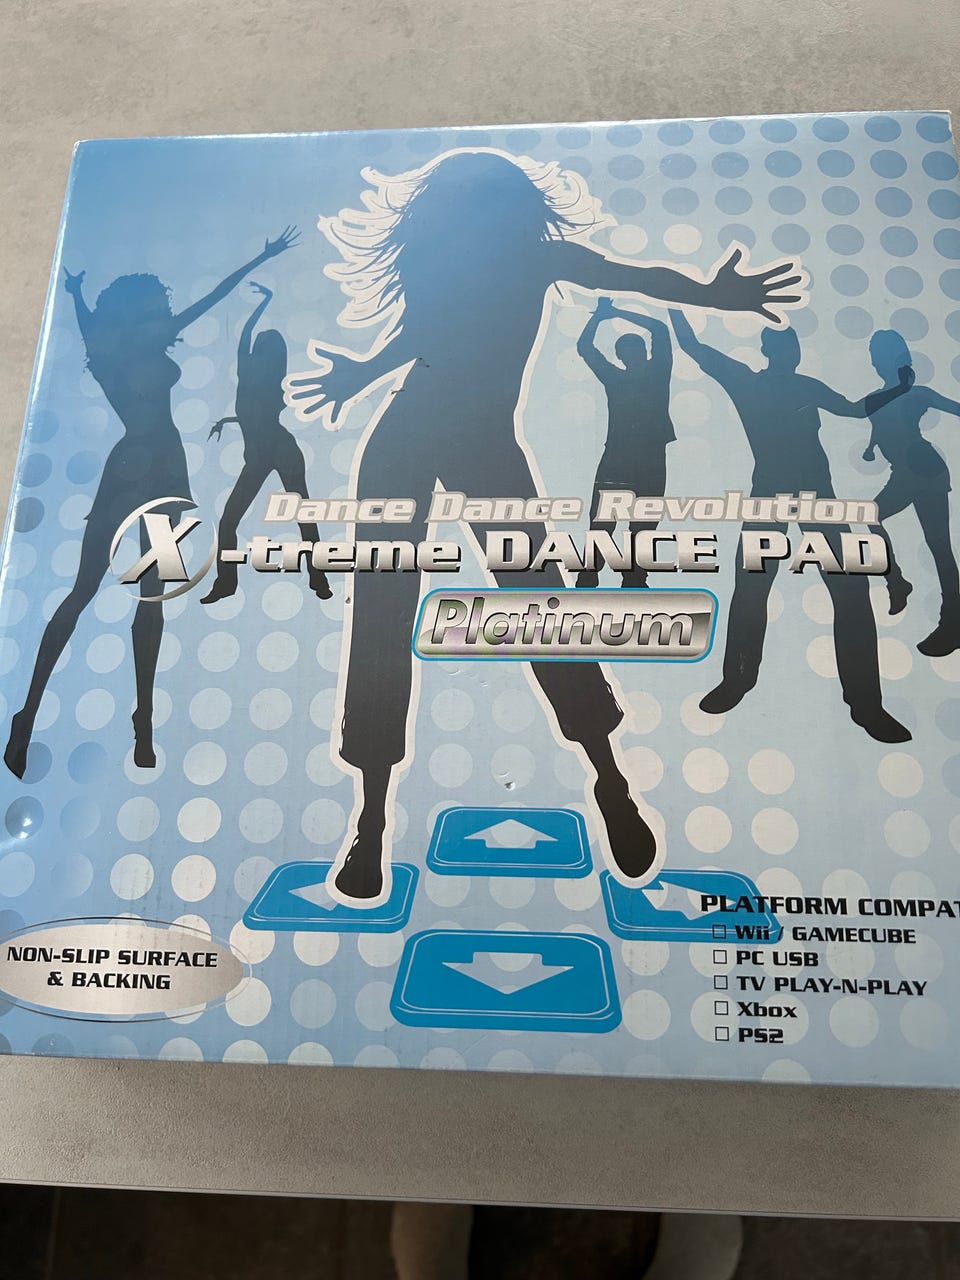 Dance Dance Revolution
X-treme DANCE PAD
Platinum
NON-SLIP SURFACE
& BACKING
PLATFORM COMPAT
Wii / GAMECUBE
PC USB
TV PLAY-N-PLAY
Xbox
PS2